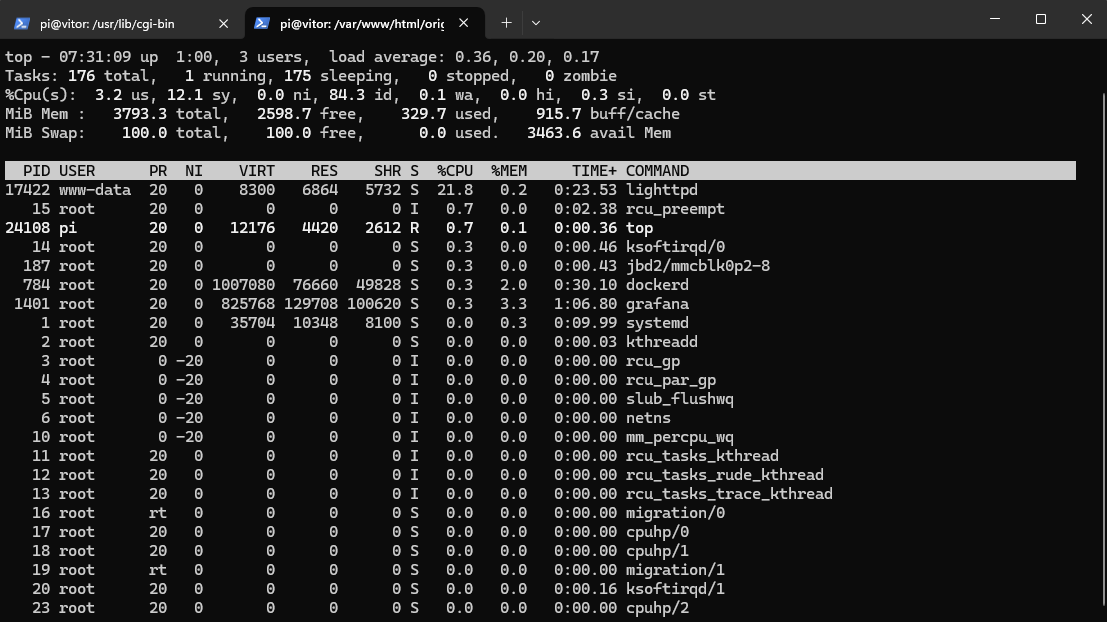 pi@vitor: /usr/lib/cgi-bin
pi@vitor: /var/www/html/orig
top - 07:31:09 up  1:00,  3 users,  load average: 0.36, 0.20, 0.17
Tasks: 176 total,   1 running, 175 sleeping,   0 stopped,   0 zombie
%Cpu(s):  3.2 us, 12.1 sy,  0.0 ni, 84.3 id,  0.1 wa,  0.0 hi,  0.3 si,  0.0 st
MiB Mem :   3793.3 total,   2598.7 free,    329.7 used,    915.7 buff/cache
MiB Swap:    100.0 total,    100.0 free,      0.0 used.   3463.6 avail Mem
  PID USER      PR  NI    VIRT    RES    SHR S  %CPU  %MEM     TIME+ COMMAND
17422 www-data  20   0    8300   6864   5732 S  21.8   0.2   0:23.53 lighttpd
   15 root      20   0       0      0      0 I   0.7   0.0   0:02.38 rcu_preempt
24108 pi        20   0   12176   4420   2612 R   0.7   0.1   0:00.36 top
   14 root      20   0       0      0      0 S   0.3   0.0   0:00.46 ksoftirqd/0
  187 root      20   0       0      0      0 S   0.3   0.0   0:00.43 jbd2/mmcblk0p2-8
  784 root      20   0 1007080  76660  49828 S   0.3   2.0   0:30.10 dockerd
 1401 root      20   0  825768 129708 100620 S   0.3   3.3   1:06.80 grafana
    1 root      20   0   35704  10348   8100 S   0.0   0.3   0:09.99 systemd
    2 root      20   0       0      0      0 S   0.0   0.0   0:00.03 kthreadd
    3 root       0 -20       0      0      0 I   0.0   0.0   0:00.00 rcu_gp
    4 root       0 -20       0      0      0 I   0.0   0.0   0:00.00 rcu_par_gp
    5 root       0 -20       0      0      0 I   0.0   0.0   0:00.00 slub_flushwq
    6 root       0 -20       0      0      0 I   0.0   0.0   0:00.00 netns
   10 root       0 -20       0      0      0 I   0.0   0.0   0:00.00 mm_percpu_wq
   11 root      20   0       0      0      0 I   0.0   0.0   0:00.00 rcu_tasks_kthread
   12 root      20   0       0      0      0 I   0.0   0.0   0:00.00 rcu_tasks_rude_kthread
   13 root      20   0       0      0      0 I   0.0   0.0   0:00.00 rcu_tasks_trace_kthread
   16 root      rt   0       0      0      0 S   0.0   0.0   0:00.00 migration/0
   17 root      20   0       0      0      0 S   0.0   0.0   0:00.00 cpuhp/0
   18 root      20   0       0      0      0 S   0.0   0.0   0:00.00 cpuhp/1
   19 root      rt   0       0      0      0 S   0.0   0.0   0:00.00 migration/1
   20 root      20   0       0      0      0 S   0.0   0.0   0:00.16 ksoftirqd/1
   23 root      20   0       0      0      0 S   0.0   0.0   0:00.00 cpuhp/2